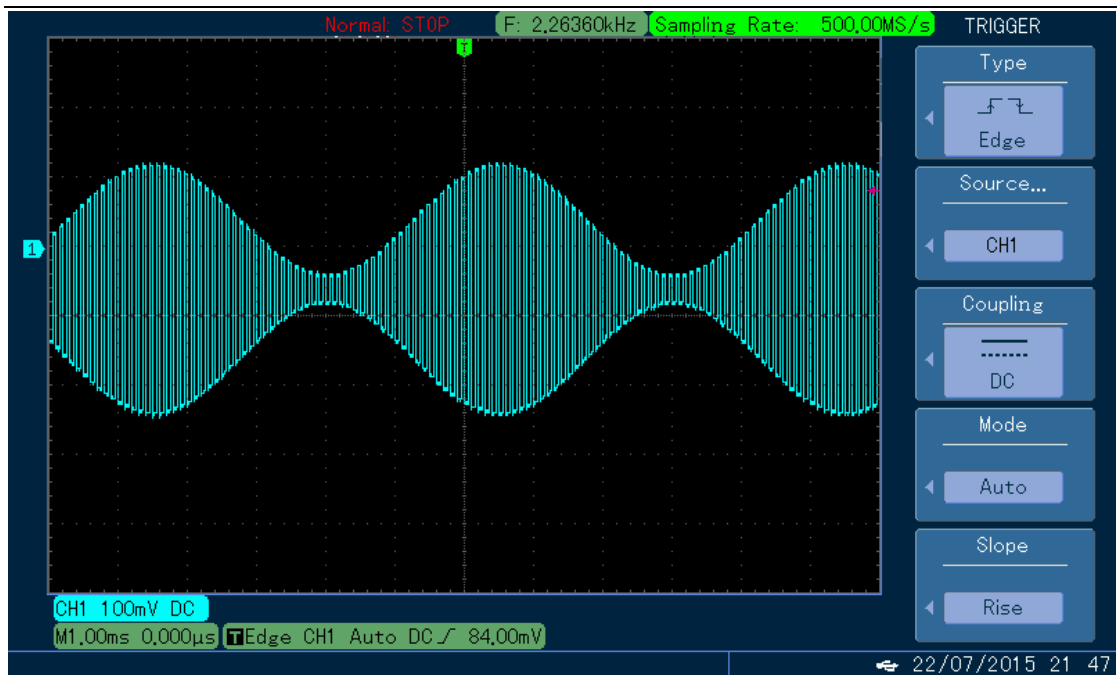 Normal: STOP F: 2.26360kHz Sampling Rate: 500.00MS/s TRIGGER
T
Type
Edge
Source...
1
CH1
Coupling
DC
Mode
Auto
Slope
Rise
CH1 100mV DC
M1.00ms 0.000µs T Edge CH1 Auto DC 84.00mV
22/07/2015 21 47